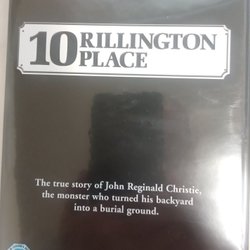 10 RILLINGTON
PLACE
The true story of John Reginald Christie,
the monster who turned his backyard
into a burial ground.